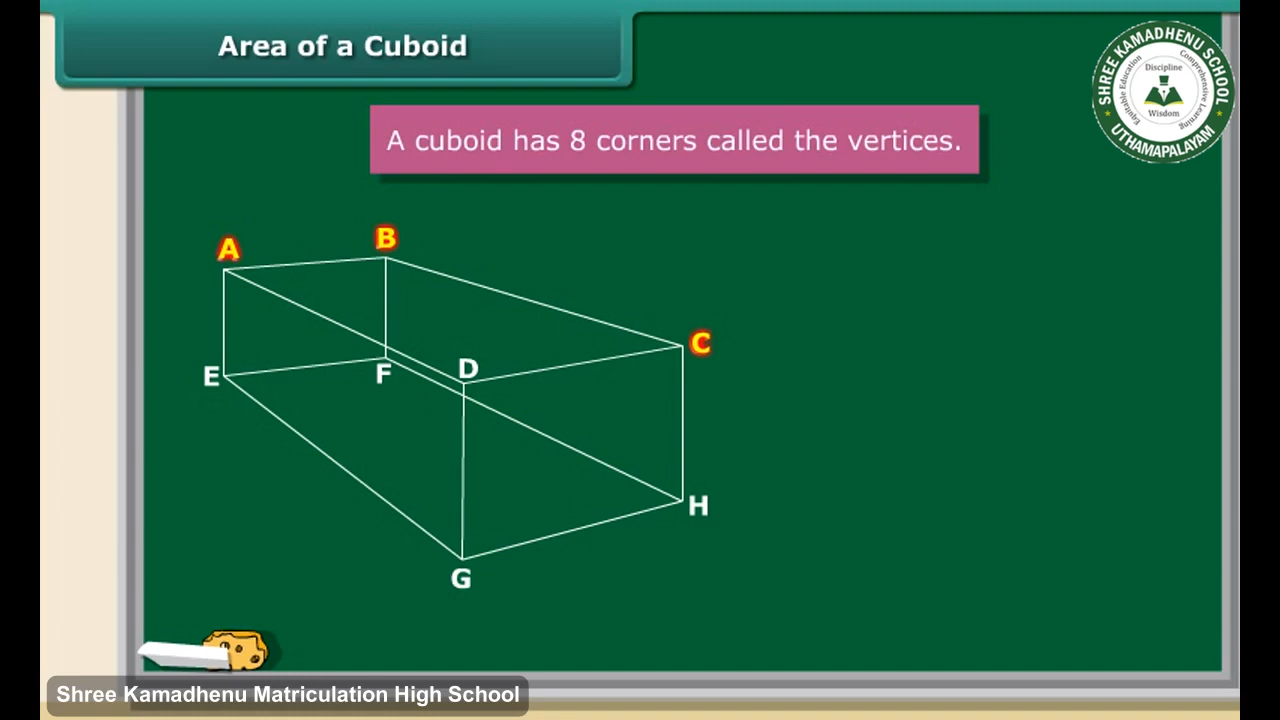 Area of a Cuboid
SHREE KAMADHENU SCHOOL
Discipline
Equitable Education
Comprehensive Learning
Wisdom
UTHAMAPALAYAM
A cuboid has 8 corners called the vertices.
A
B
C
D
E
F
H
G
Shree Kamadhenu Matriculation High School